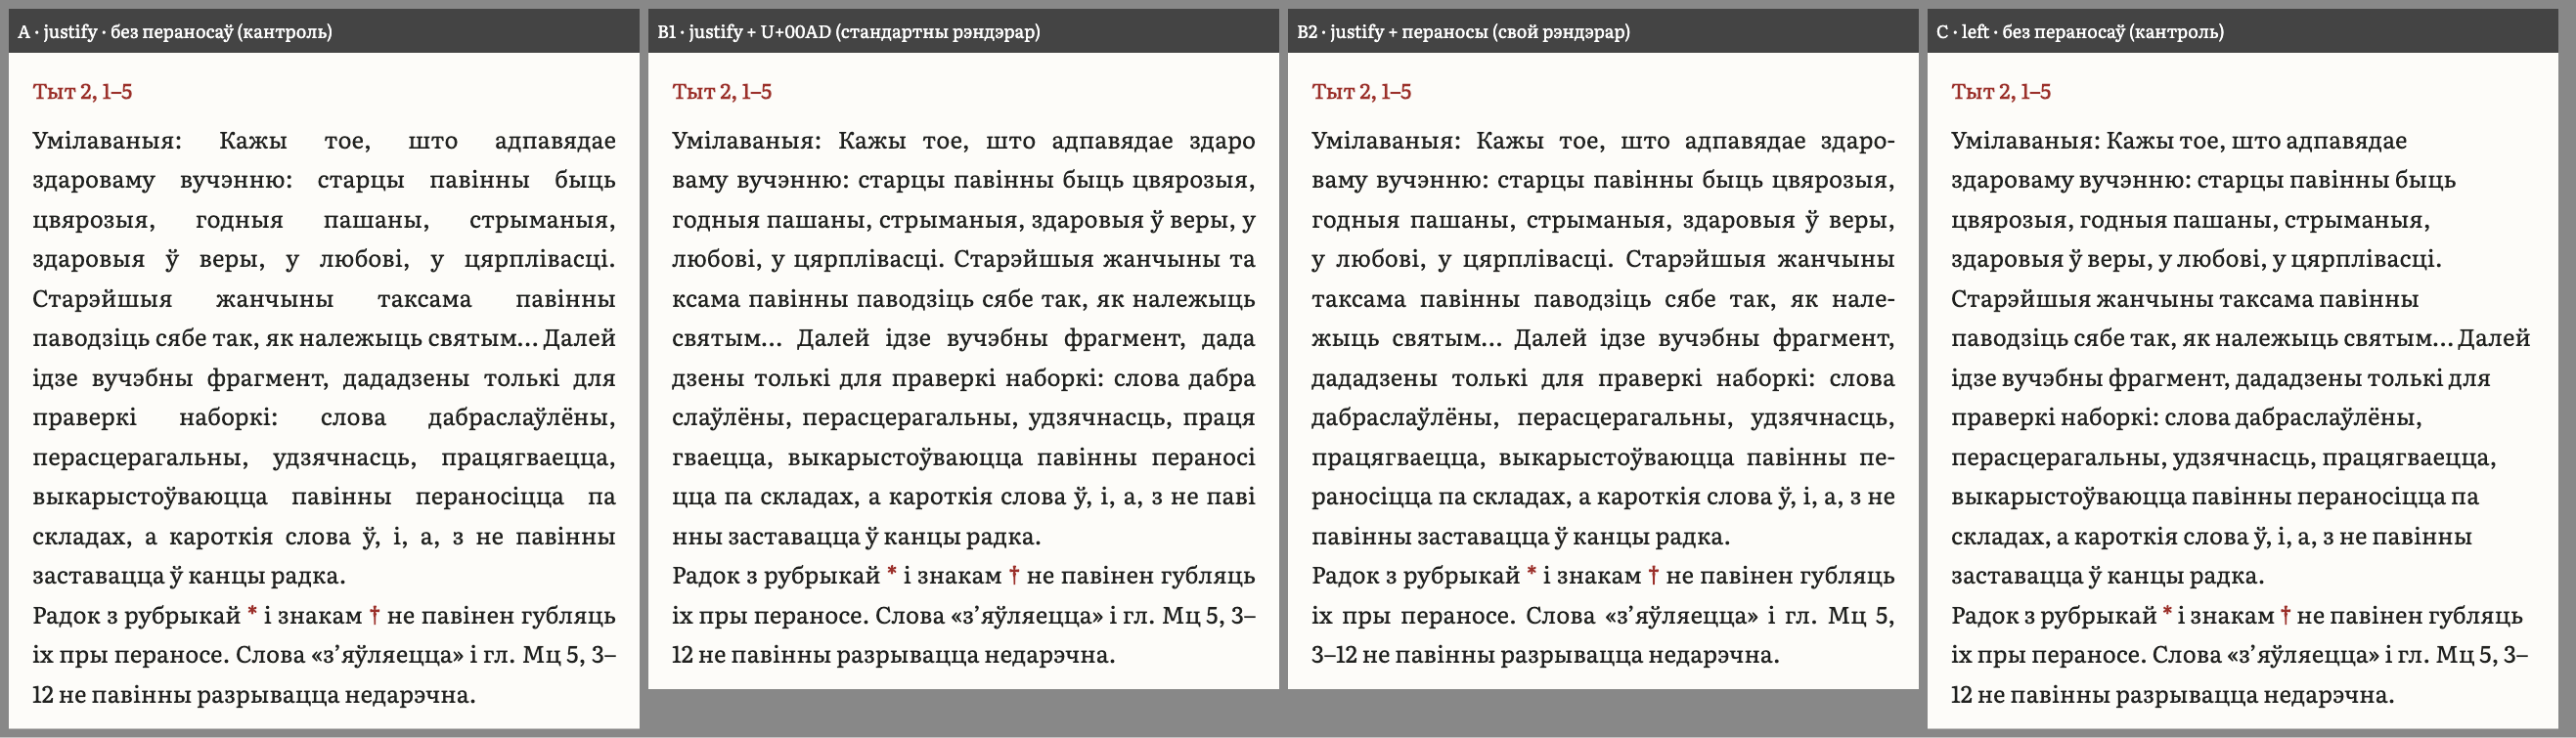 A · justify · без пераносаў (кантроль)
Тыт 2, 1–5
Умілаваныя: Кажы тое, што адпавядае
здароваму вучэнню: старцы павінны быць
цвярозыя, годныя пашаны, стрыманыя,
здаровыя ў веры, у любові, у цярплівасці.
Старэйшыя жанчыны таксама павінны
паводзіць сябе так, як належыць святым… Далей
ідзе вучэбны фрагмент, дададзены толькі для
праверкі наборкі: слова дабраслаўлёны,
перасцерагальны, удзячнасць, працягваецца,
выкарыстоўваюцца павінны пераносіцца па
складах, а кароткія слова ў, і, а, з не павінны
заставацца ў канцы радка.
Радок з рубрыкай * і знакам † не павінен губляць
іх пры пераносе. Слова «з’яўляецца» і гл. Мц 5, 3–
12 не павінны разрывацца недарэчна.
B1 · justify + U+00AD (стандартны рэндэрар)
Тыт 2, 1–5
Умілаваныя: Кажы тое, што адпавядае здаро
ваму вучэнню: старцы павінны быць цвярозыя,
годныя пашаны, стрыманыя, здаровыя ў веры, у
любові, у цярплівасці. Старэйшыя жанчыны та
ксама павінны паводзіць сябе так, як належыць
святым… Далей ідзе вучэбны фрагмент, дада
дзены толькі для праверкі наборкі: слова дабра
слаўлёны, перасцерагальны, удзячнасць, праця
гваецца, выкарыстоўваюцца павінны пераносі
цца па складах, а кароткія слова ў, і, а, з не паві
нны заставацца ў канцы радка.
Радок з рубрыкай * і знакам † не павінен губляць
іх пры пераносе. Слова «з’яўляецца» і гл. Мц 5, 3–
12 не павінны разрывацца недарэчна.
B2 · justify + пераносы (свой рэндэрар)
Тыт 2, 1–5
Умілаваныя: Кажы тое, што адпавядае здаро-
ваму вучэнню: старцы павінны быць цвярозыя,
годныя пашаны, стрыманыя, здаровыя ў веры,
у любові, у цярплівасці. Старэйшыя жанчыны
таксама павінны паводзіць сябе так, як нале-
жыць святым… Далей ідзе вучэбны фрагмент,
дададзены толькі для праверкі наборкі: слова
дабраслаўлёны, перасцерагальны, удзячнасць,
працягваецца, выкарыстоўваюцца павінны пе-
раносіцца па складах, а кароткія слова ў, і, а, з не
павінны заставацца ў канцы радка.
Радок з рубрыкай * і знакам † не павінен губляць
іх пры пераносе. Слова «з’яўляецца» і гл. Мц 5,
3–12 не павінны разрывацца недарэчна.
C · left · без пераносаў (кантроль)
Тыт 2, 1–5
Умілаваныя: Кажы тое, што адпавядае
здароваму вучэнню: старцы павінны быць
цвярозыя, годныя пашаны, стрыманыя,
здаровыя ў веры, у любові, у цярплівасці.
Старэйшыя жанчыны таксама павінны
паводзіць сябе так, як належыць святым… Далей
ідзе вучэбны фрагмент, дададзены толькі для
праверкі наборкі: слова дабраслаўлёны,
перасцерагальны, удзячнасць, працягваецца,
выкарыстоўваюцца павінны пераносіцца па
складах, а кароткія слова ў, і, а, з не павінны
заставацца ў канцы радка.
Радок з рубрыкай * і знакам † не павінен губляць
іх пры пераносе. Слова «з’яўляецца» і гл. Мц 5, 3–
12 не павінны разрывацца недарэчна.